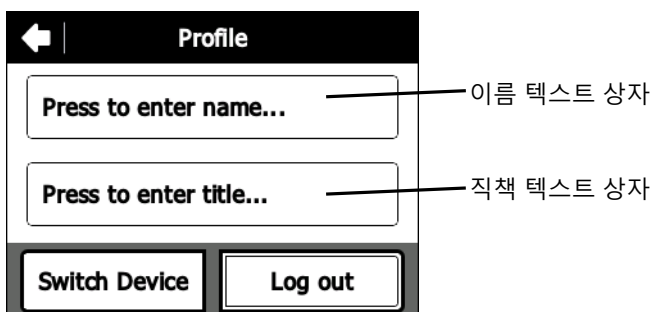 Profile
Press to enter name...
이름 텍스트 상자
Press to enter title...
직책 텍스트 상자
Switch Device
Log out